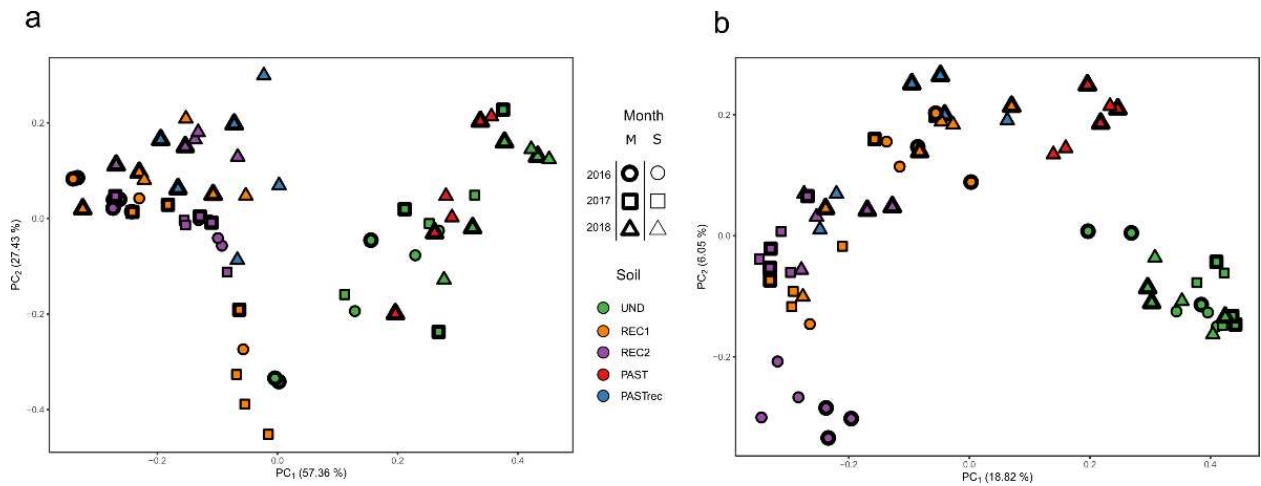 a
b
0.2
0.0
−0.2
−0.4
PC2 (27.43 %)
−0.2
0.0
0.2
0.4
PC1 (57.36 %)
Month
M S
2016
2017
2018
Soil
UND
REC1
REC2
PAST
PASTrec
0.2
0.0
−0.2
PC2 (6.05 %)
−0.2
0.0
0.2
0.4
PC1 (18.82 %)